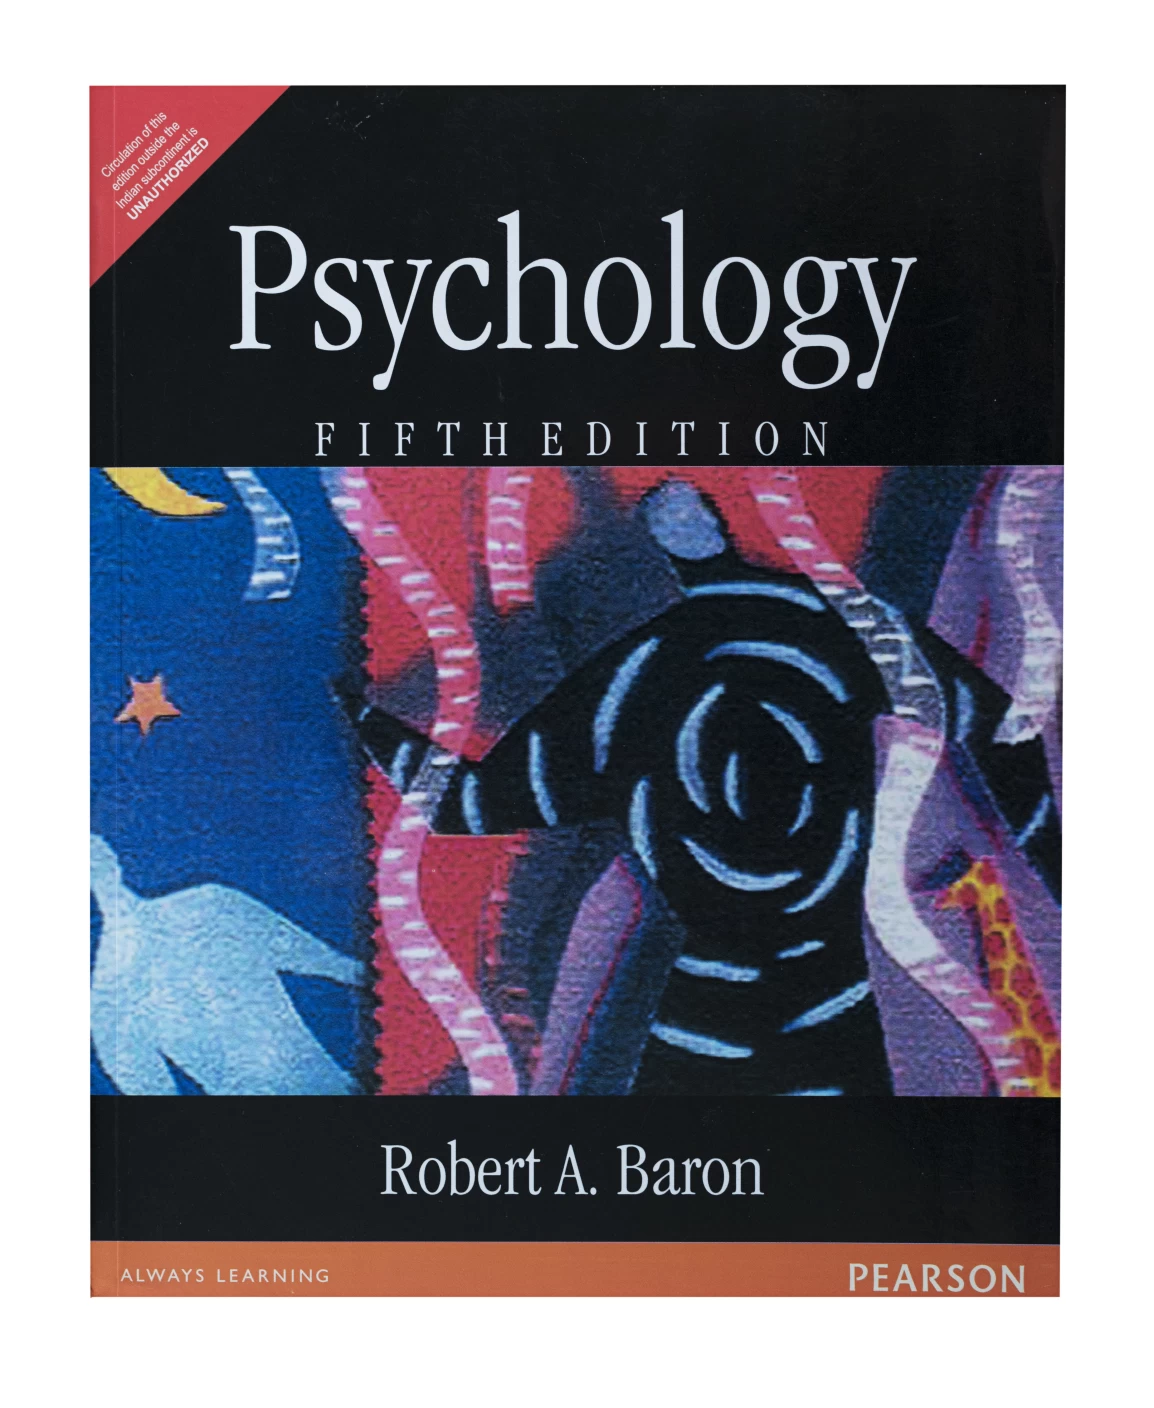 Circulation of this
edition outside the
Indian subcontinent is
UNAUTHORIZED
Psychology
FIFTH EDITION
Robert A. Baron
ALWAYS LEARNING
PEARSON